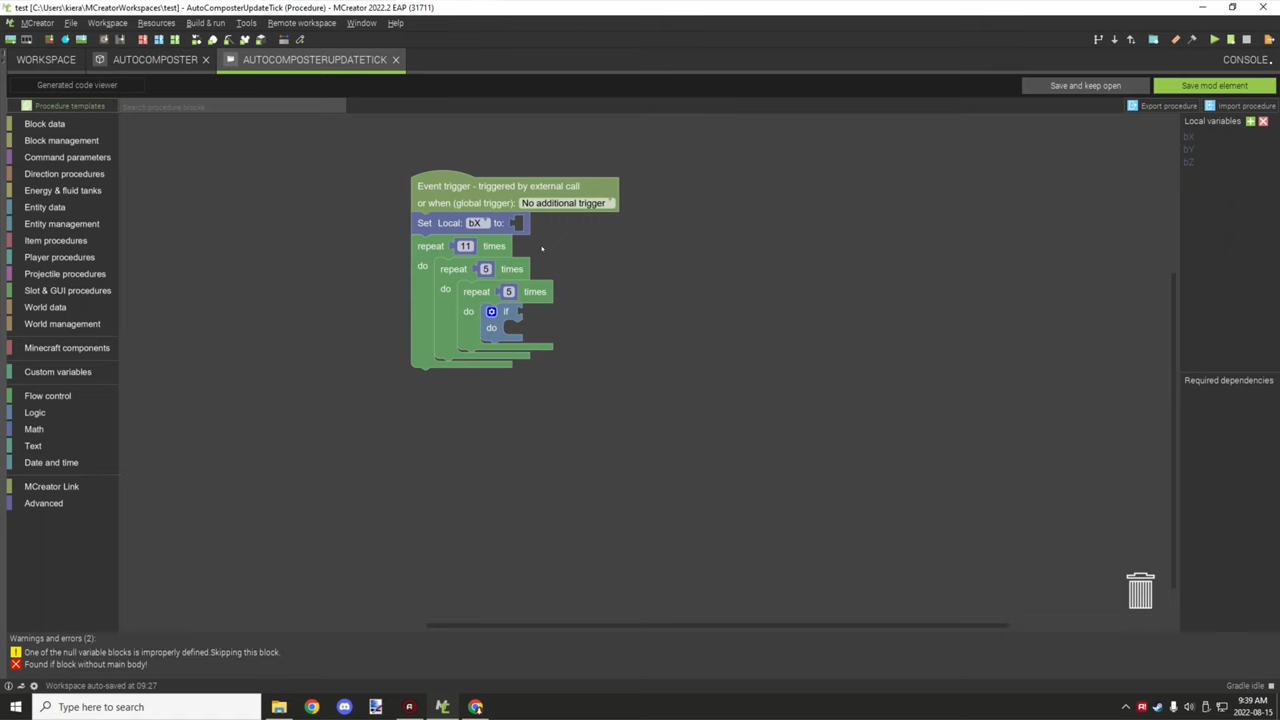 test [C:\Users\kiera\MCreatorWorkspaces\test] - AutoComposterUpdateTick (Procedure) - MCreator 2022.2 EAP (31711)
MCreator File Workspace Resources Build & run Tools Remote workspace Window Help
WORKSPACE AUTOCOMPOSTER AUTOCOMPOSTERUPDATETICK CONSOLE
Generated code viewer Save and keep open Save mod element
Procedure templates Search procedure blocks... Export procedure Import procedure
Block data
Block management
Command parameters
Direction procedures
Energy & fluid tanks
Entity data
Entity management
Item procedures
Player procedures
Projectile procedures
Slot & GUI procedures
World data
World management
Minecraft components
Custom variables
Flow control
Logic
Math
Text
Date and time
MCreator Link
Advanced
Event trigger - triggered by external call
or when (global trigger): No additional trigger
Set Local: bX to:
repeat 11 times
do repeat 5 times
do repeat 5 times
do if
do
Local variables
bX
bY
bZ
Required dependencies
Warnings and errors (2):
One of the null variable blocks is improperly defined.Skipping this block.
Found if block without main body!
Workspace auto-saved at 09:27 Gradle idle
Type here to search
9:39 AM
2022-08-15